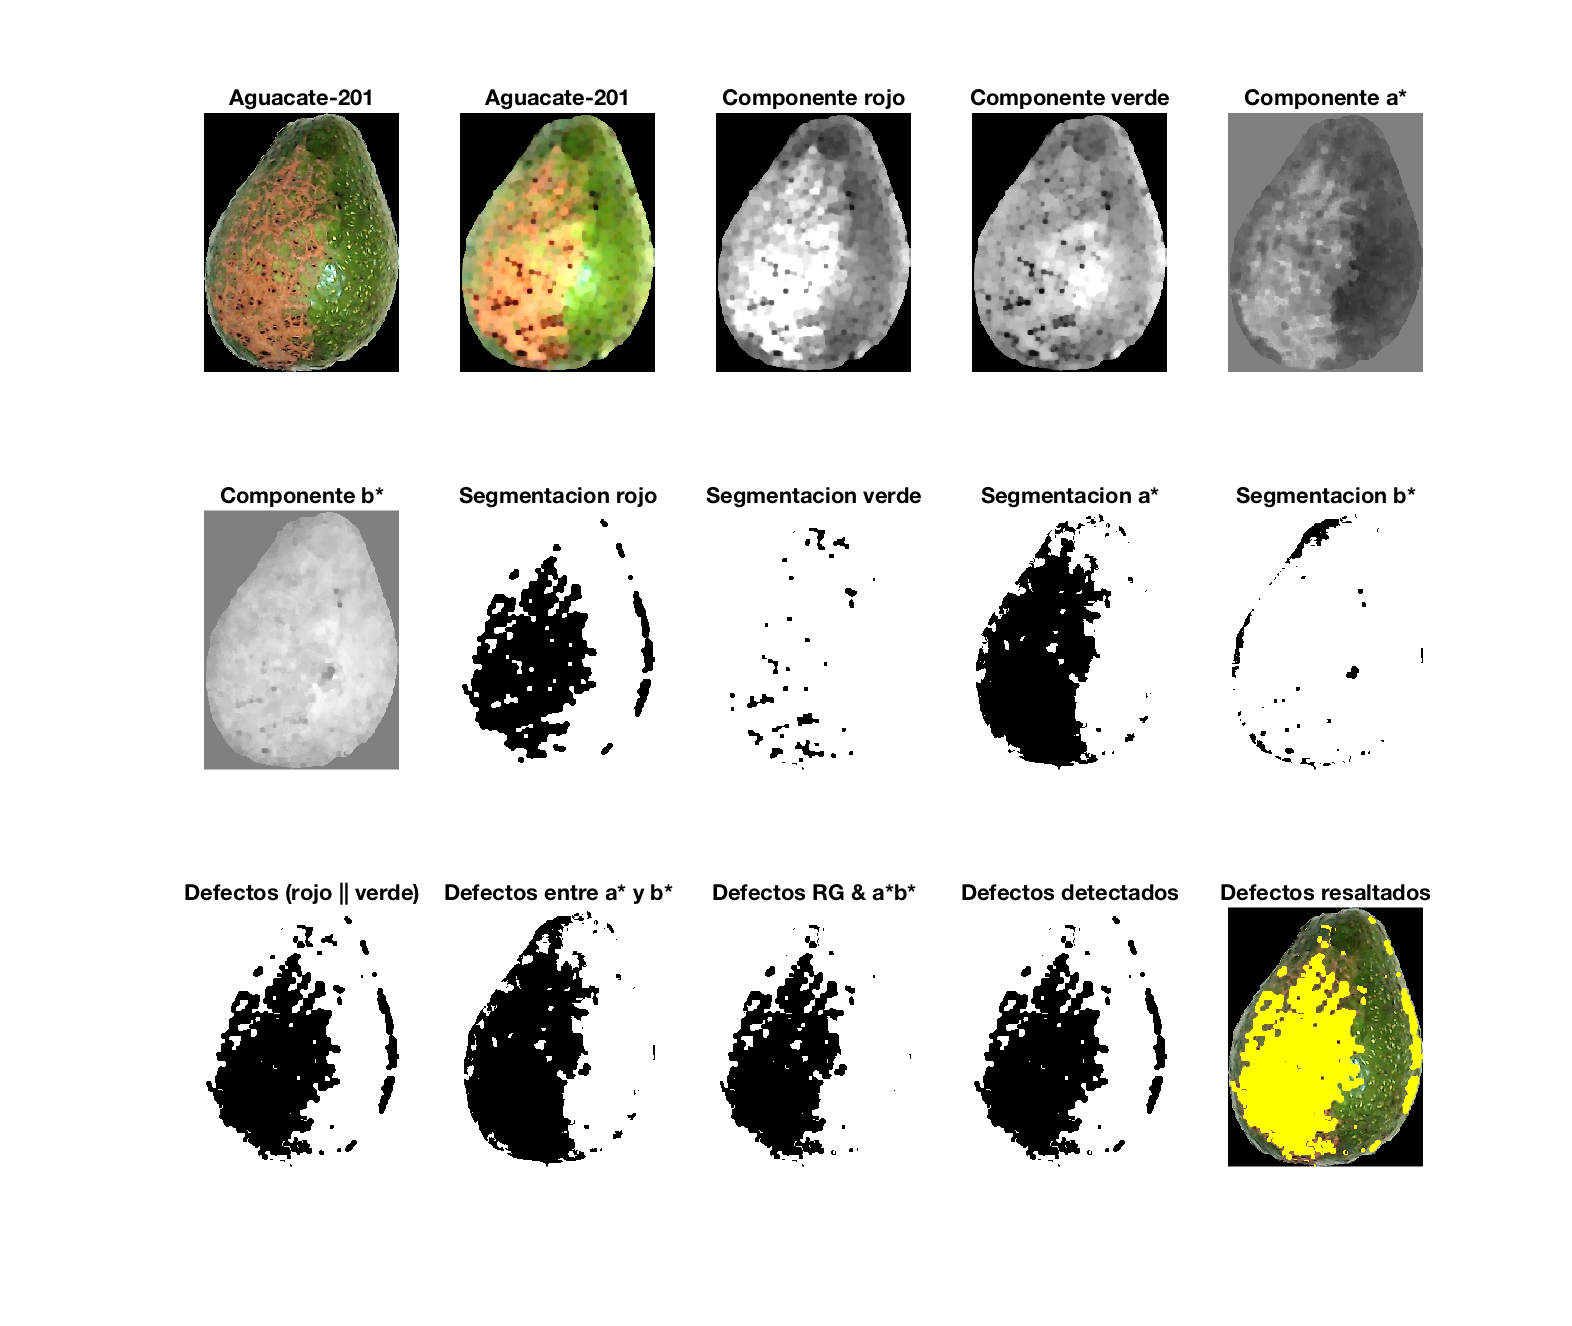 Aguacate-201
Aguacate-201
Componente rojo
Componente verde
Componente a*
Componente b*
Segmentacion rojo
Segmentacion verde
Segmentacion a*
Segmentacion b*
Defectos (rojo || verde)
Defectos entre a* y b*
Defectos RG & a*b*
Defectos detectados
Defectos resaltados